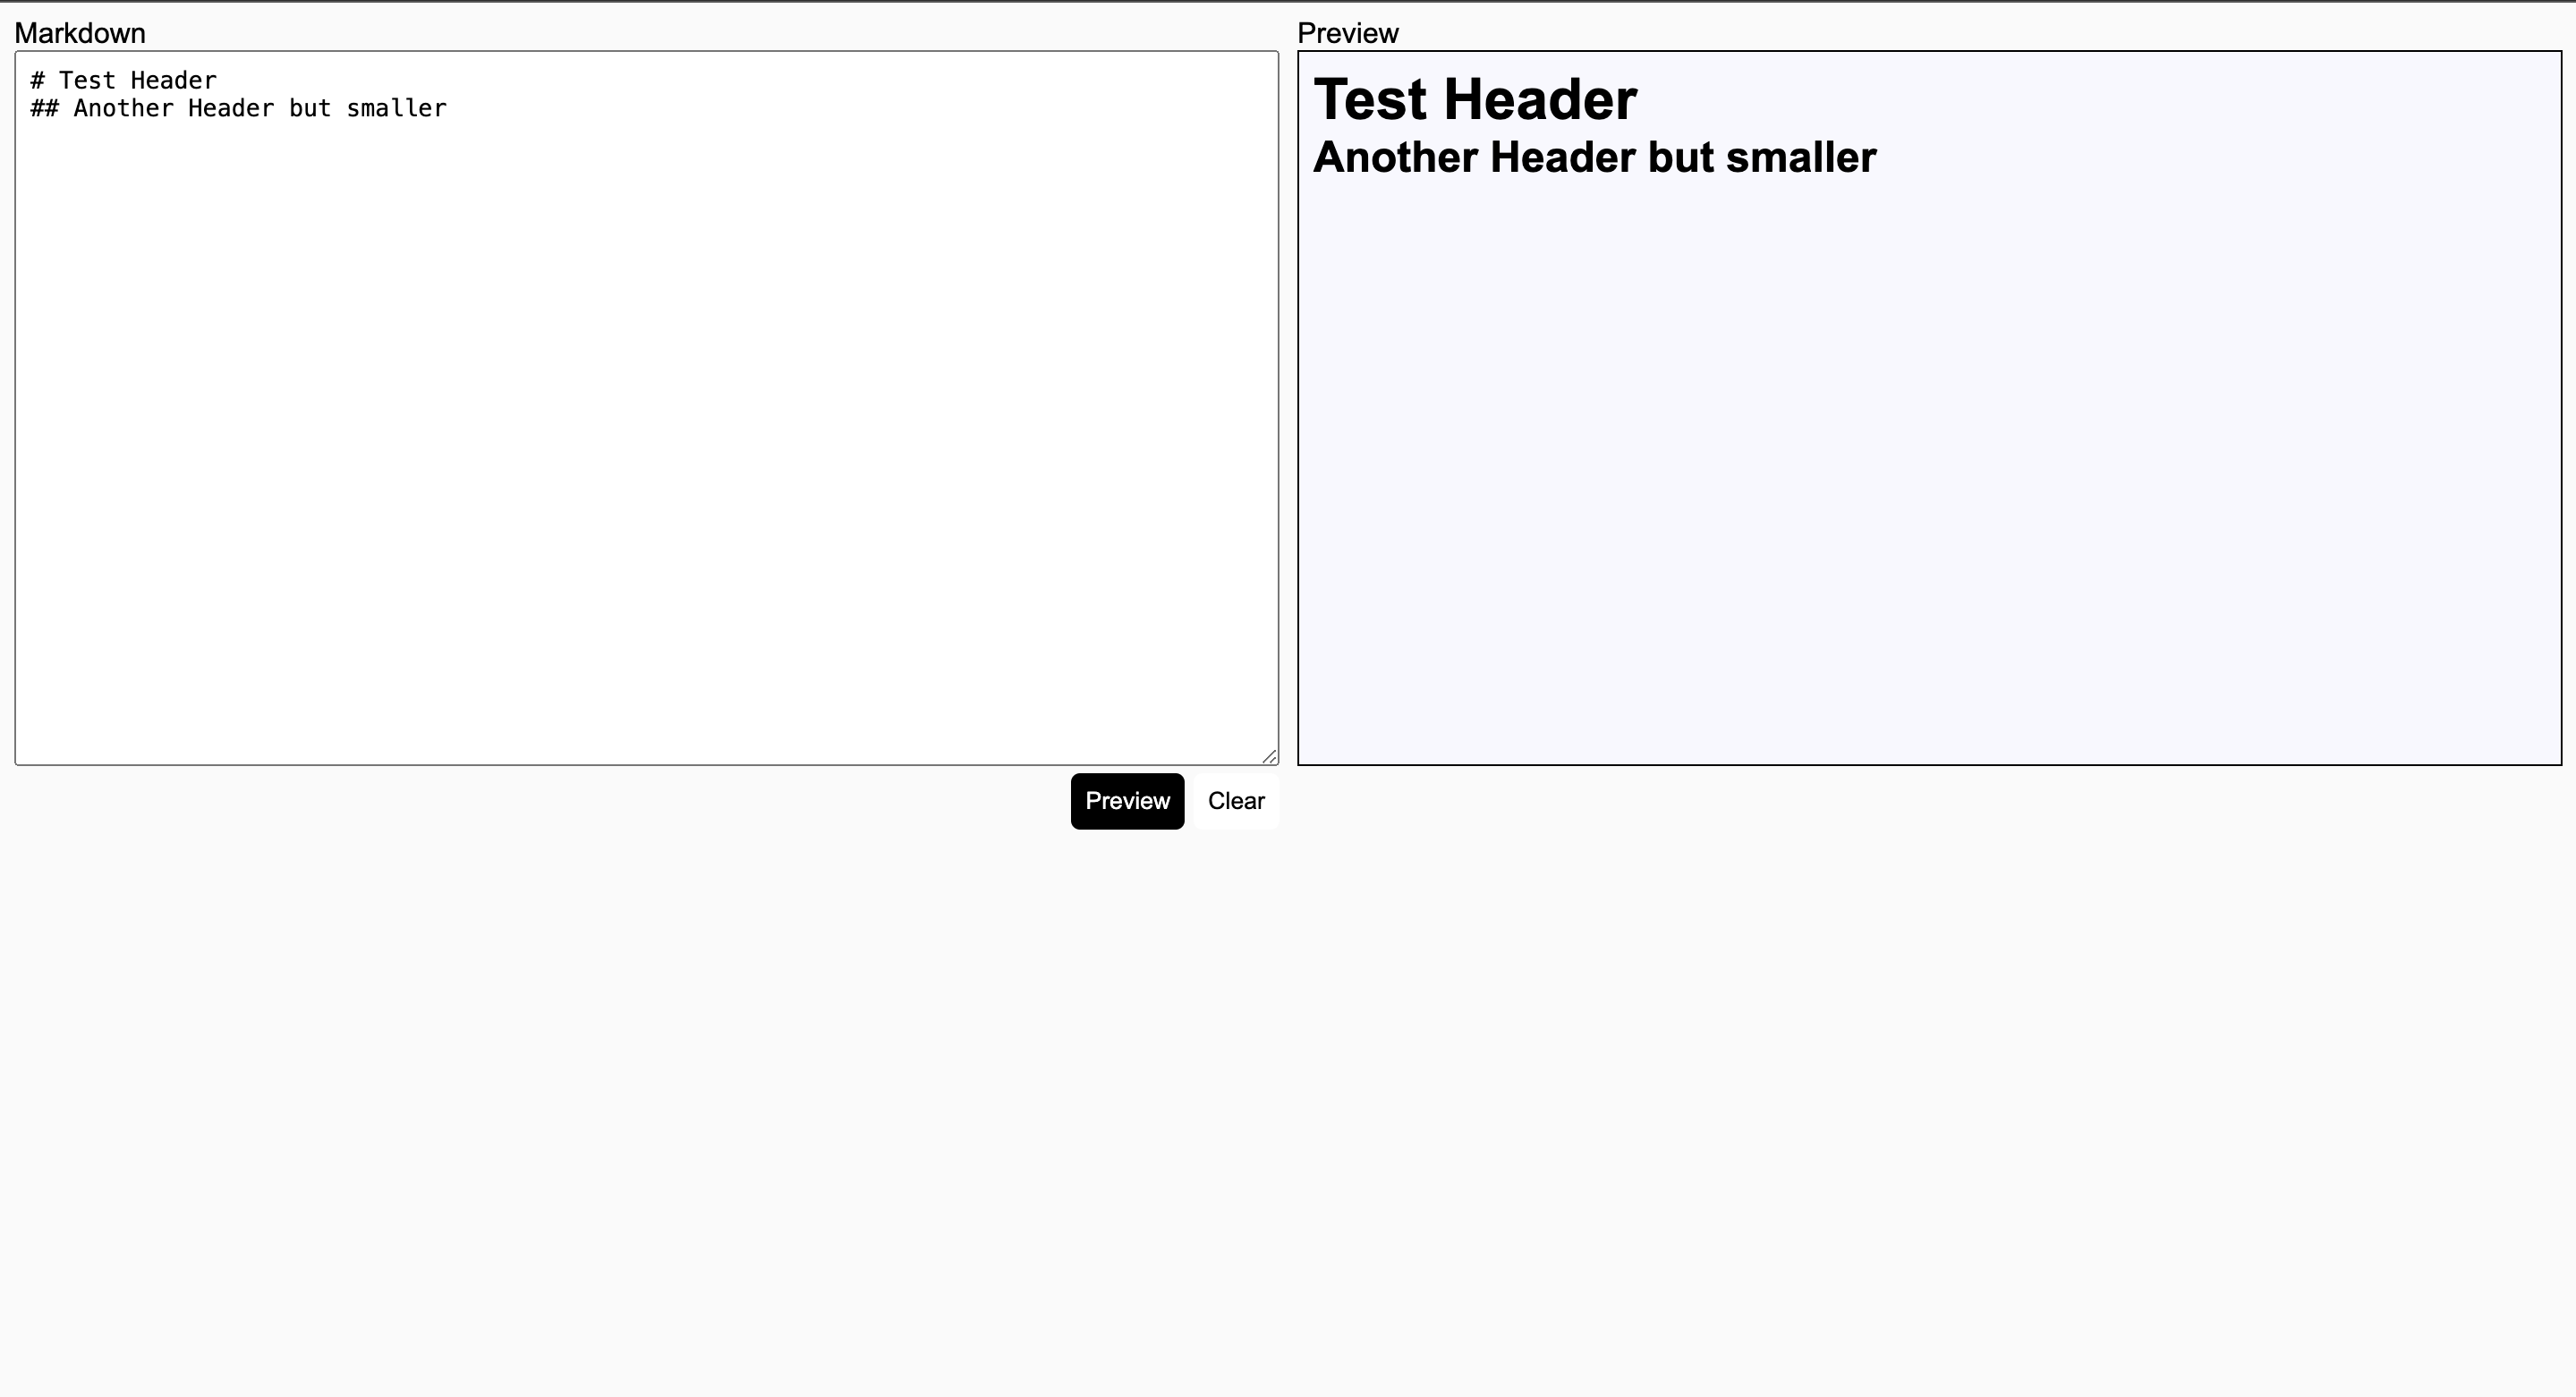 Markdown
# Test Header
## Another Header but smaller
Preview Clear
Preview
Test Header
Another Header but smaller